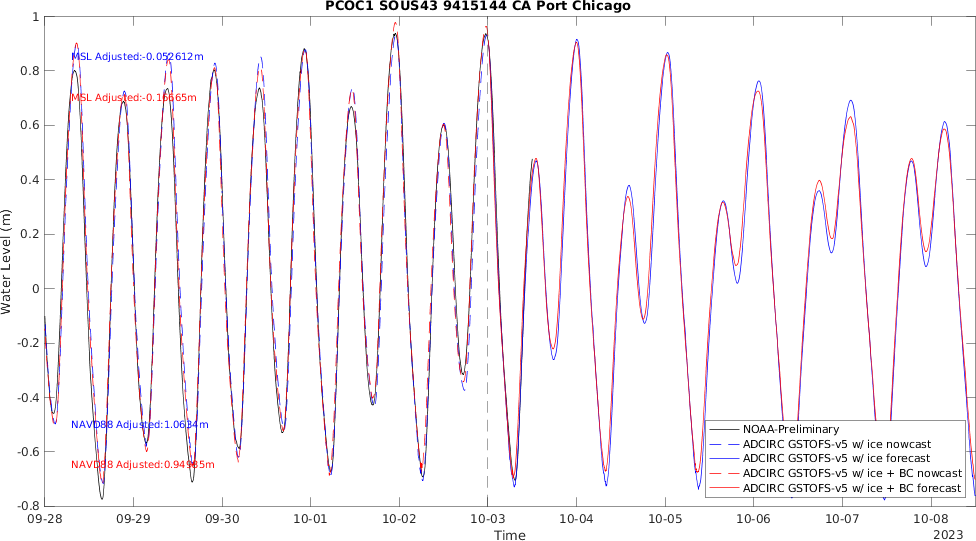 PCOC1 SOUS43 9415144 CA Port Chicago
Water Level (m)
1
0.8
0.6
0.4
0.2
0
-0.2
-0.4
-0.6
-0.8
MSL Adjusted:-0.052612m
MSL Adjusted:
NAVD88 Adjusted:1.0634m
NAVD88 Adjusted:
NOAA-Preliminary
ADCIRC GSTOFS-v5 w/ ice nowcast
ADCIRC GSTOFS-v5 w/ ice forecast
ADCIRC GSTOFS-v5 w/ ice + BC nowcast
ADCIRC GSTOFS-v5 w/ ice + BC forecast
09-28 09-29 09-30 10-01 10-02 10-03 10-04 10-05 10-06 10-07 10-08
Time
2023